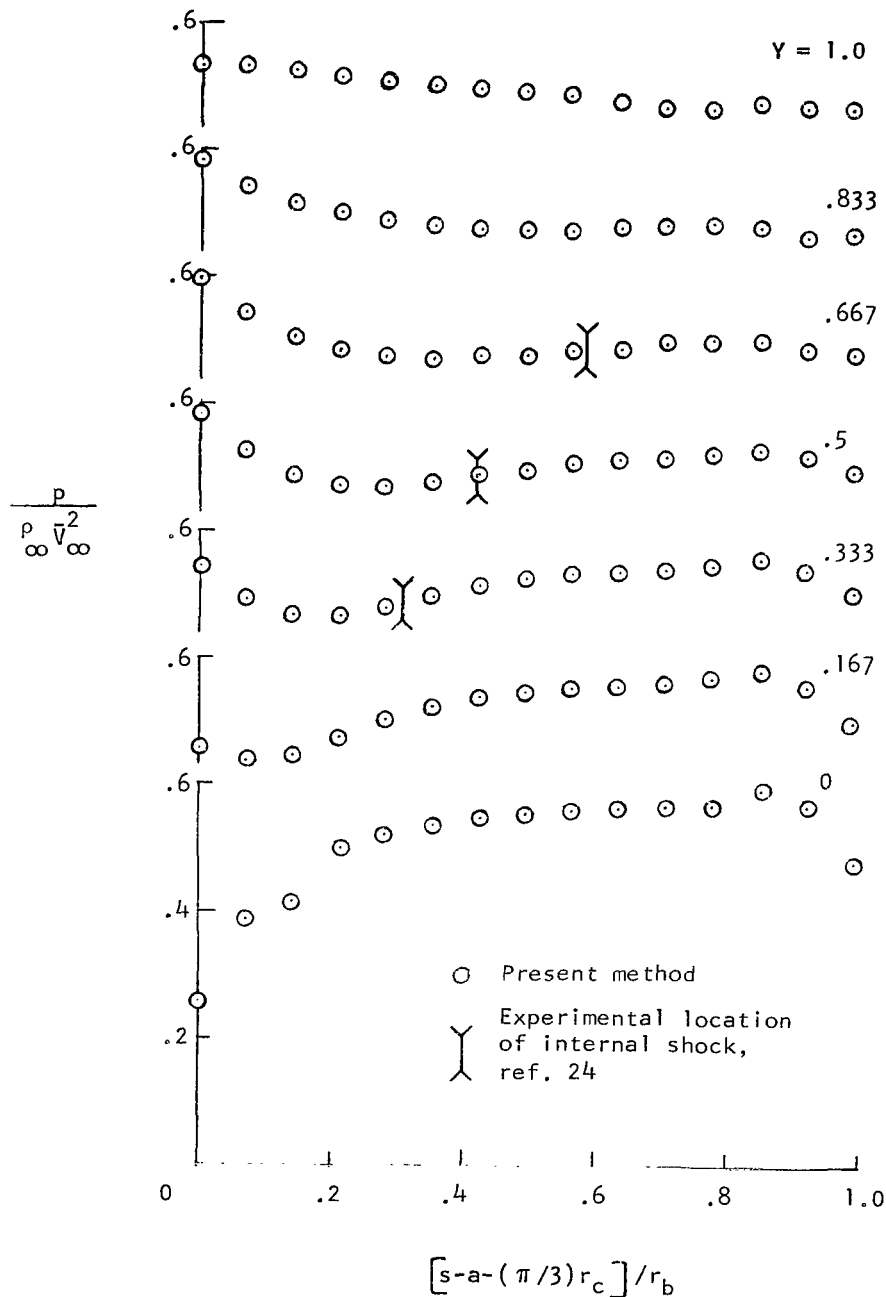 .6
Y = 1.0
.6
.833
.6
.667
.6
.5
p
ρ∞ V̄∞²
.6
.333
.6
.167
.6
0
.4
.2
Present method
Experimental location
of internal shock,
ref. 24
0 .2 .4 .6 .8 1.0
[s-a-(π/3)r_c]/r_b